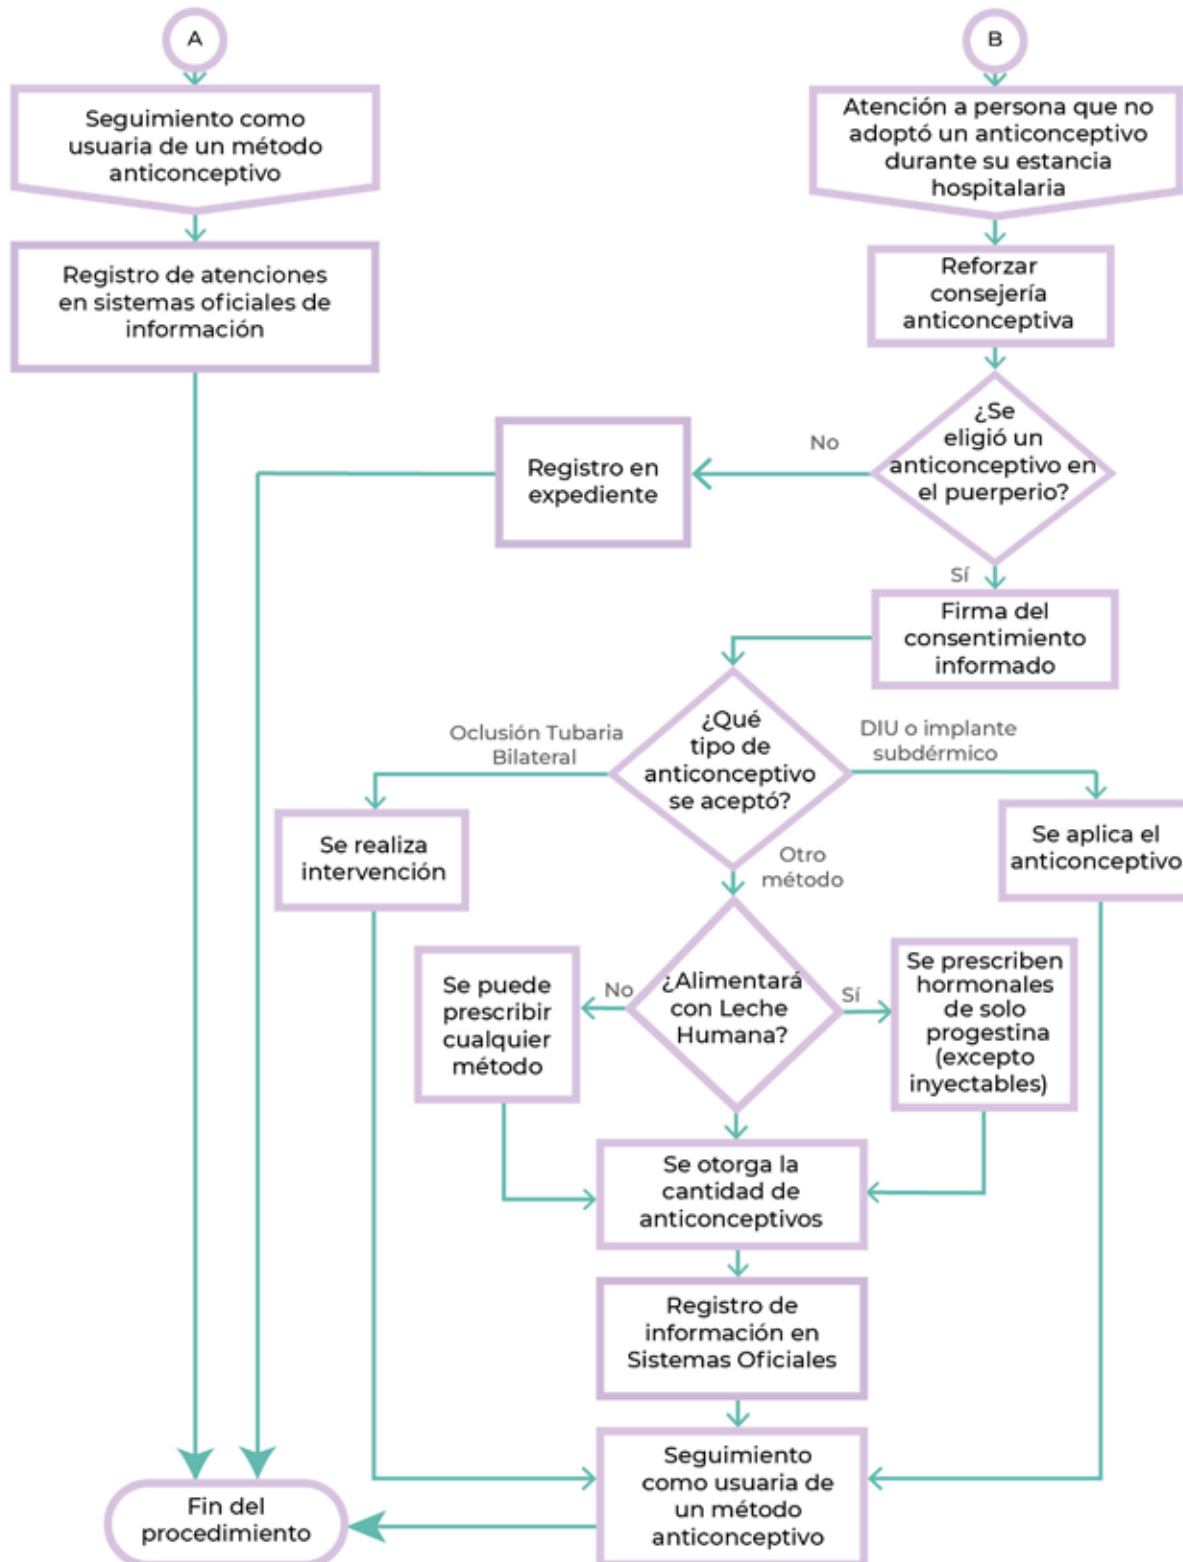 A
Seguimiento como
usuaria de un método
anticonceptivo
Registro de atenciones
en sistemas oficiales de
información
B
Atención a persona que no
adoptó un anticonceptivo
durante su estancia
hospitalaria
Reforzar
consejería
anticonceptiva
¿Se
eligió un
anticonceptivo en
el puerperio?
No
Registro en
expediente
Sí
Firma del
consentimiento
informado
¿Qué
tipo de
anticonceptivo
se aceptó?
Oclusión Tubaria
Bilateral
DIU o implante
subdérmico
Se realiza
intervención
Otro
método
Se aplica el
anticonceptivo
¿Alimentará
con Leche
Humana?
No
Se puede
prescribir
cualquier
método
Sí
Se prescriben
hormonales
de solo
progestina
(excepto
inyectables)
Se otorga la
cantidad de
anticonceptivos
Registro de
información en
Sistemas Oficiales
Seguimiento
como usuaria de
un método
anticonceptivo
Fin del
procedimiento